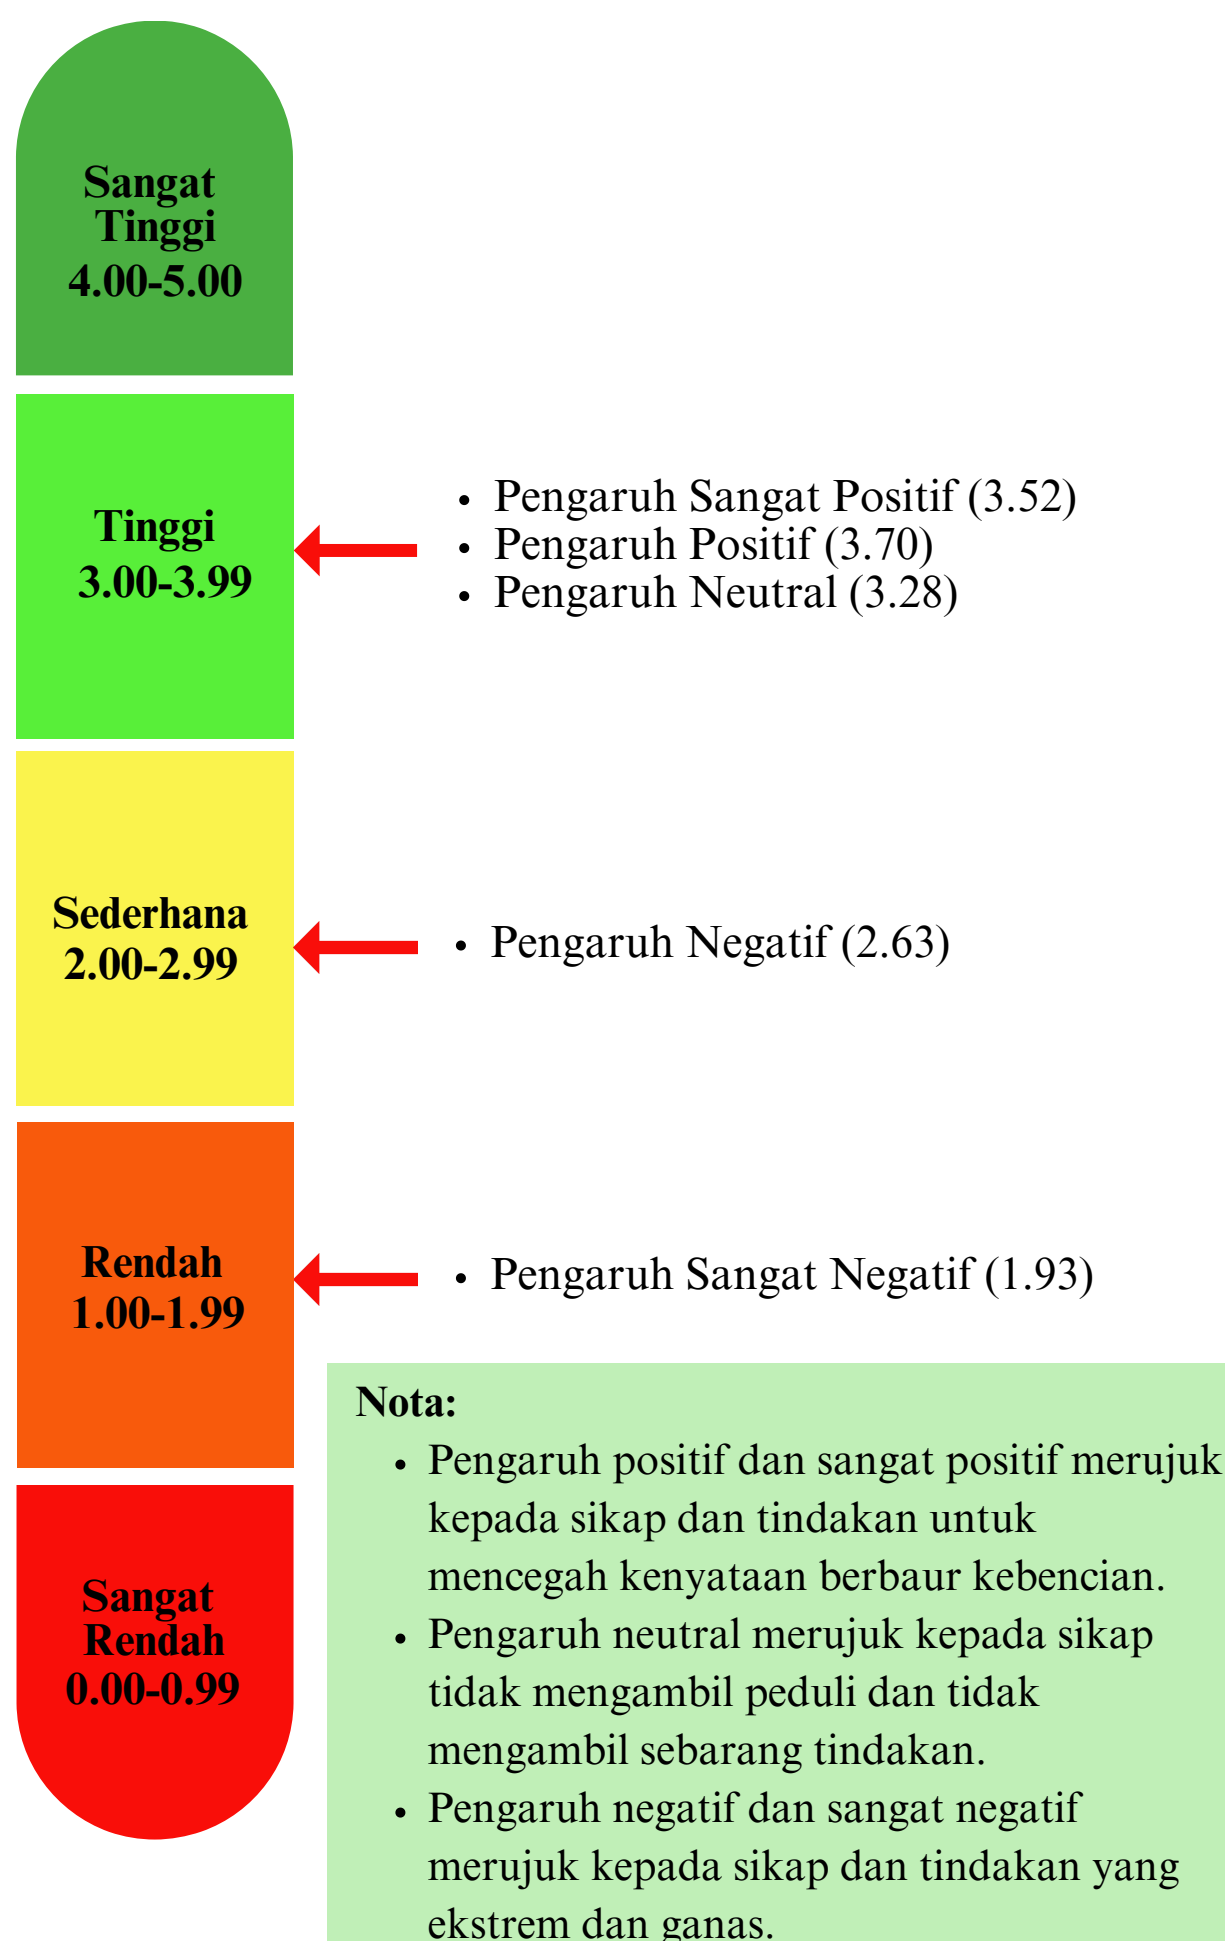 Sangat
Tinggi
4.00-5.00
Tinggi
3.00-3.99
• Pengaruh Sangat Positif (3.52)
• Pengaruh Positif (3.70)
• Pengaruh Neutral (3.28)
Sederhana
2.00-2.99
• Pengaruh Negatif (2.63)
Rendah
1.00-1.99
• Pengaruh Sangat Negatif (1.93)
Sangat
Rendah
0.00-0.99
Nota:
• Pengaruh positif dan sangat positif merujuk
kepada sikap dan tindakan untuk
mencegah kenyataan berbaur kebencian.
• Pengaruh neutral merujuk kepada sikap
tidak mengambil peduli dan tidak
mengambil sebarang tindakan.
• Pengaruh negatif dan sangat negatif
merujuk kepada sikap dan tindakan yang
ekstrem dan ganas.